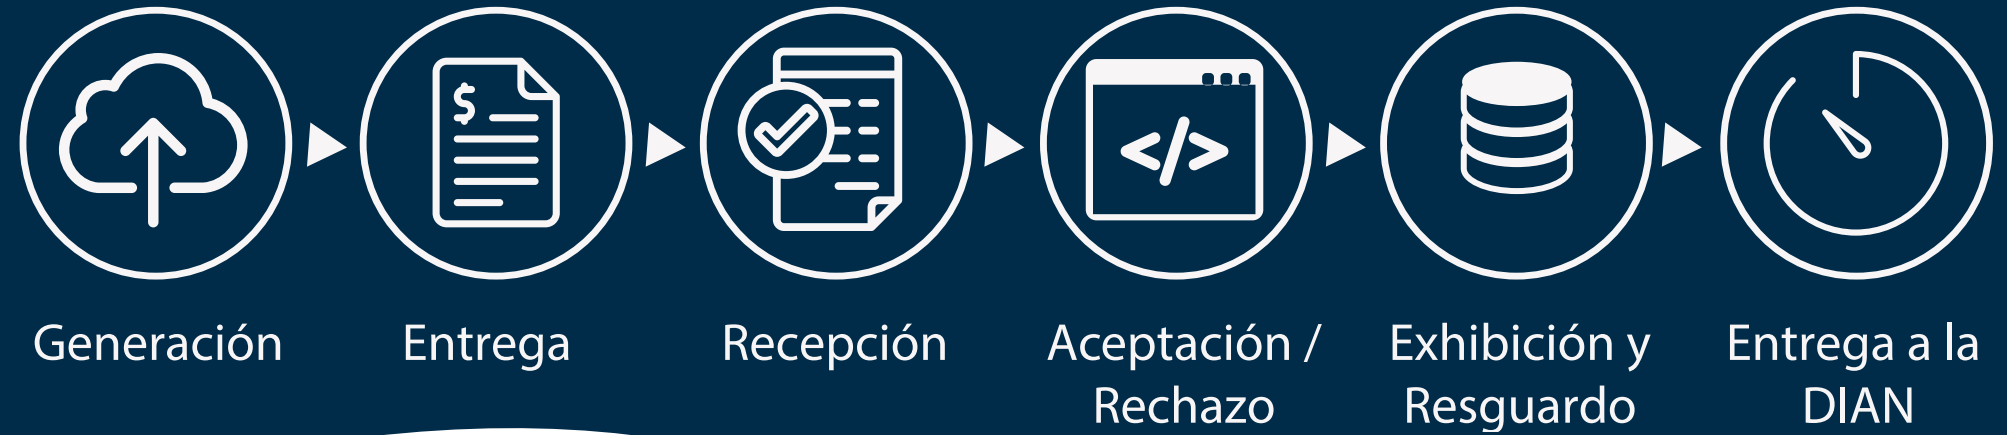 $
</>
Generación
Entrega
Recepción
Aceptación /
Rechazo
Exhibición y
Resguardo
Entrega a la
DIAN